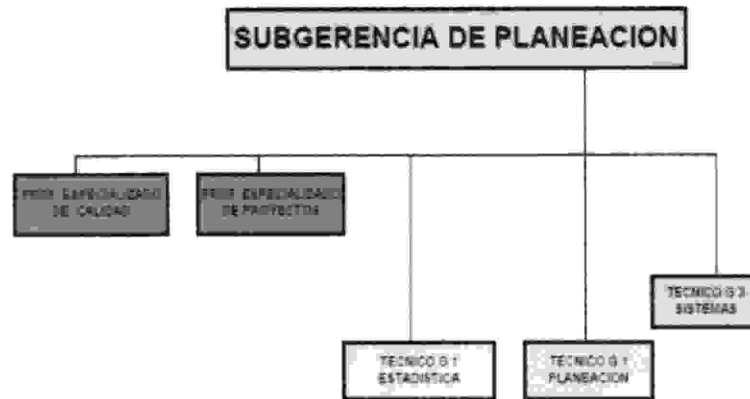 SUBGERENCIA DE PLANEACION
PROF. ESPECIALIZADO
DE CALIDAD
PROF. ESPECIALIZADO
DE PROYECTOS
TECNICO G 3
SISTEMAS
TECNICO G 1
ESTADISTICA
TECNICO G 1
PLANEACION